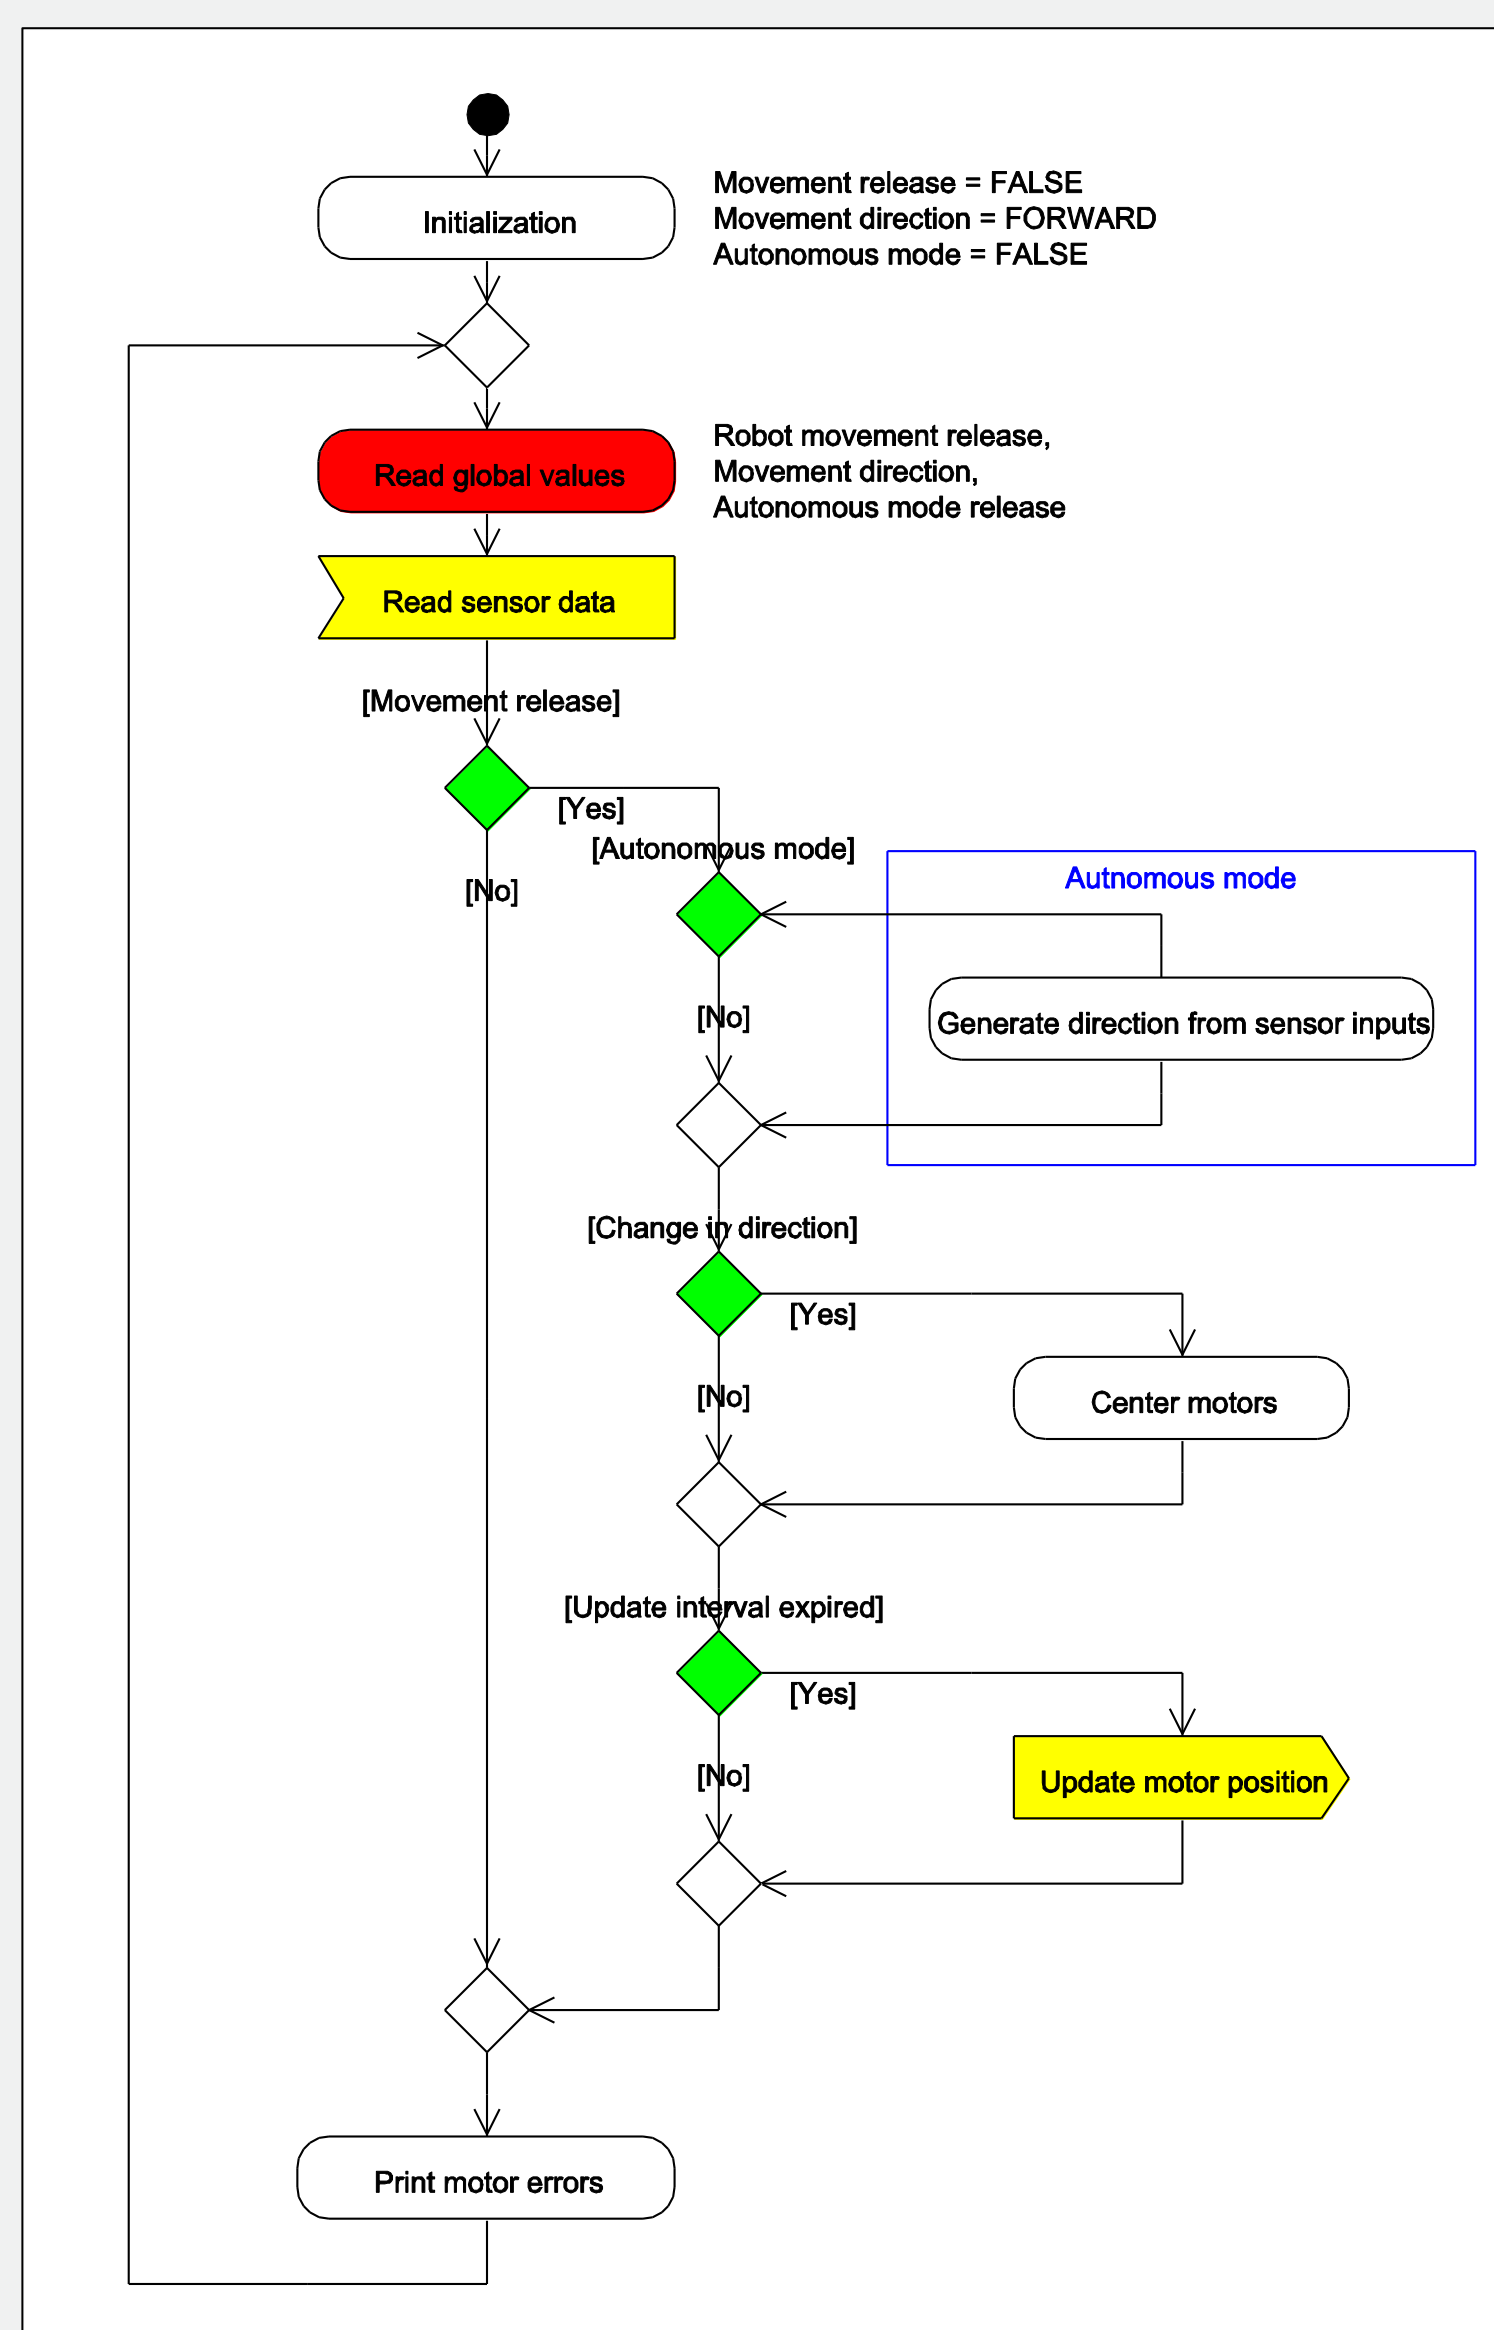 Movement release = FALSE
Initialization
Movement direction = FORWARD
Autonomous mode = FALSE
Robot movement release,
Read global values
Movement direction,
Autonomous mode release
Read sensor data
[Movement release]
[Yes]
[Autonomous mode]
Autnomous mode
[No]
[No]
Generate direction from sensor inputs
[Change in direction]
[Yes]
[No]
Center motors
[Update interval expired]
[Yes]
[No]
Update motor position
Print motor errors